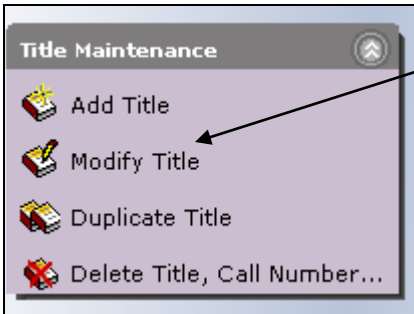 Title Maintenance
Add Title
Modify Title
Duplicate Title
Delete Title, Call Number...